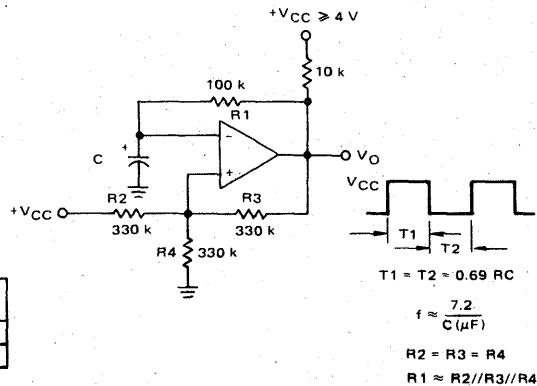 +VCC ≥ 4 V
10 k
100 k
R1
C
+
-
+
VO
+VCC
R2
330 k
R3
330 k
R4
330 k
VCC
T1
T2
T1 = T2 = 0.69 RC
f ≈ 7.2 / C (μF)
R2 = R3 = R4
R1 ≈ R2//R3//R4